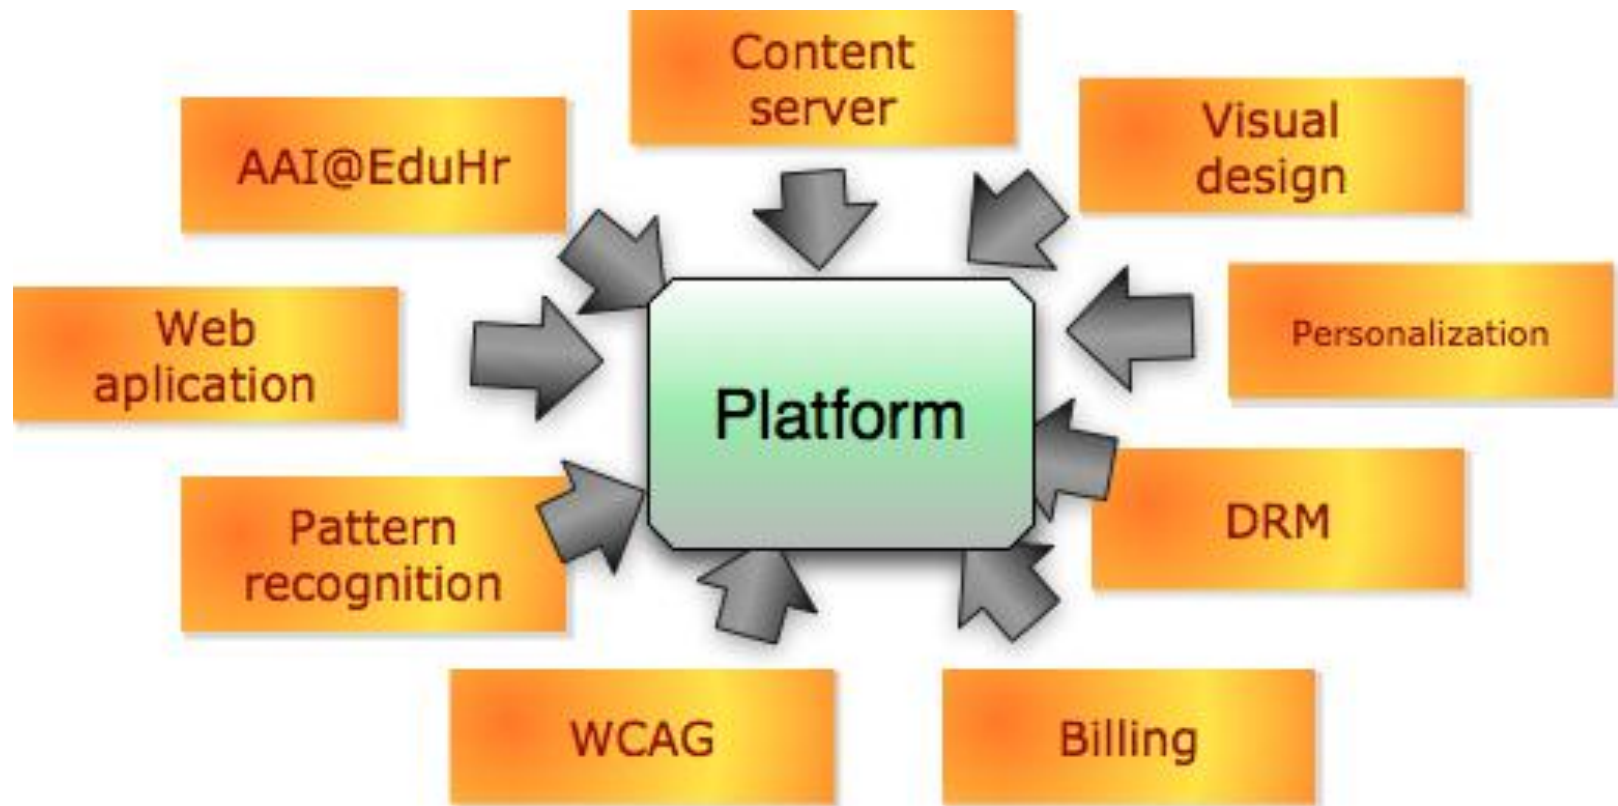 Content
server
Visual
design
AAI@EduHr
Web
aplication
Personalization
Platform
Pattern
recognition
DRM
WCAG
Billing